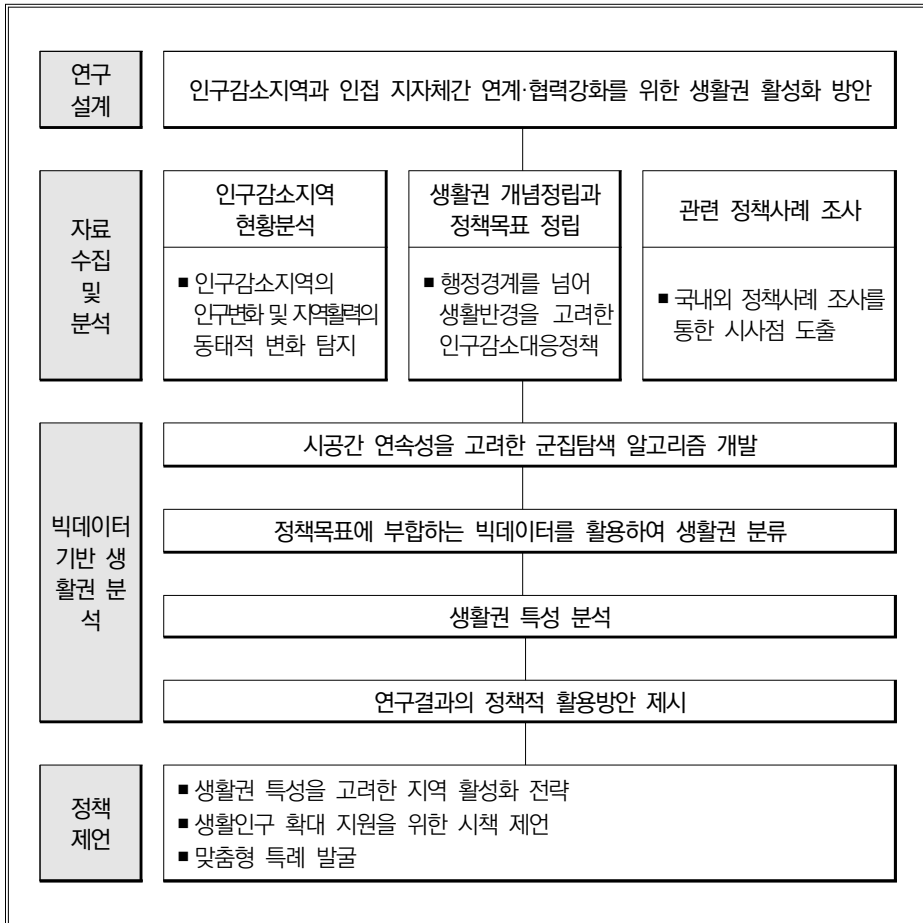 연구
설계
인구감소지역과 인접 지자체간 연계·협력강화를 위한 생활권 활성화 방안
자료
수집
및
분석
인구감소지역
현황분석
■ 인구감소지역의
인구변화 및 지역활력의
동태적 변화 탐지
생활권 개념정립과
정책목표 정립
■ 행정경계를 넘어
생활반경을 고려한
인구감소대응정책
관련 정책사례 조사
■ 국내외 정책사례 조사를
통한 시사점 도출
빅데이터
기반 생
활권 분
석
시공간 연속성을 고려한 군집탐색 알고리즘 개발
정책목표에 부합하는 빅데이터를 활용하여 생활권 분류
생활권 특성 분석
연구결과의 정책적 활용방안 제시
정책
제언
■ 생활권 특성을 고려한 지역 활성화 전략
■ 생활인구 확대 지원을 위한 시책 제언
■ 맞춤형 특례 발굴